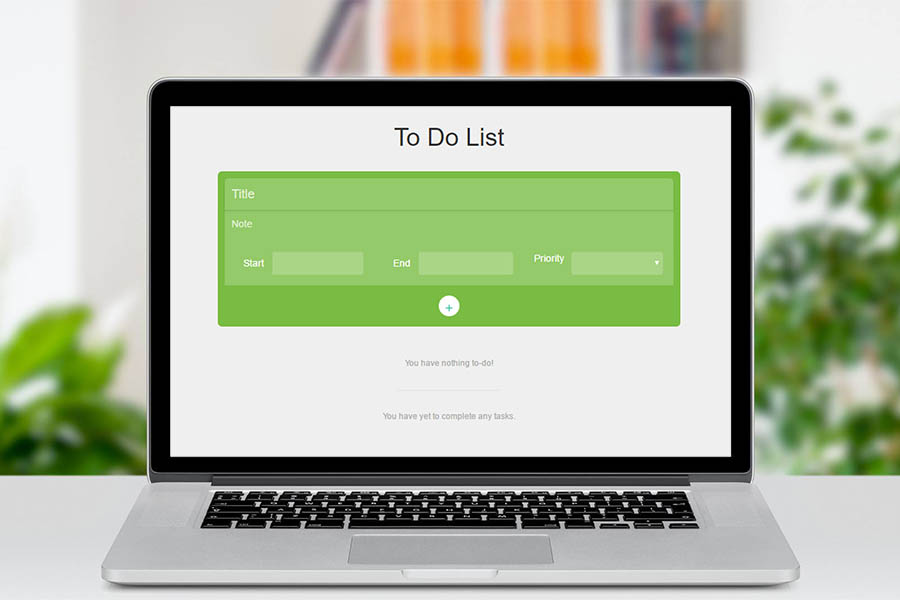 To Do List
Title
Note
Start End Priority
+
You have nothing to-do!
You have yet to complete any tasks.